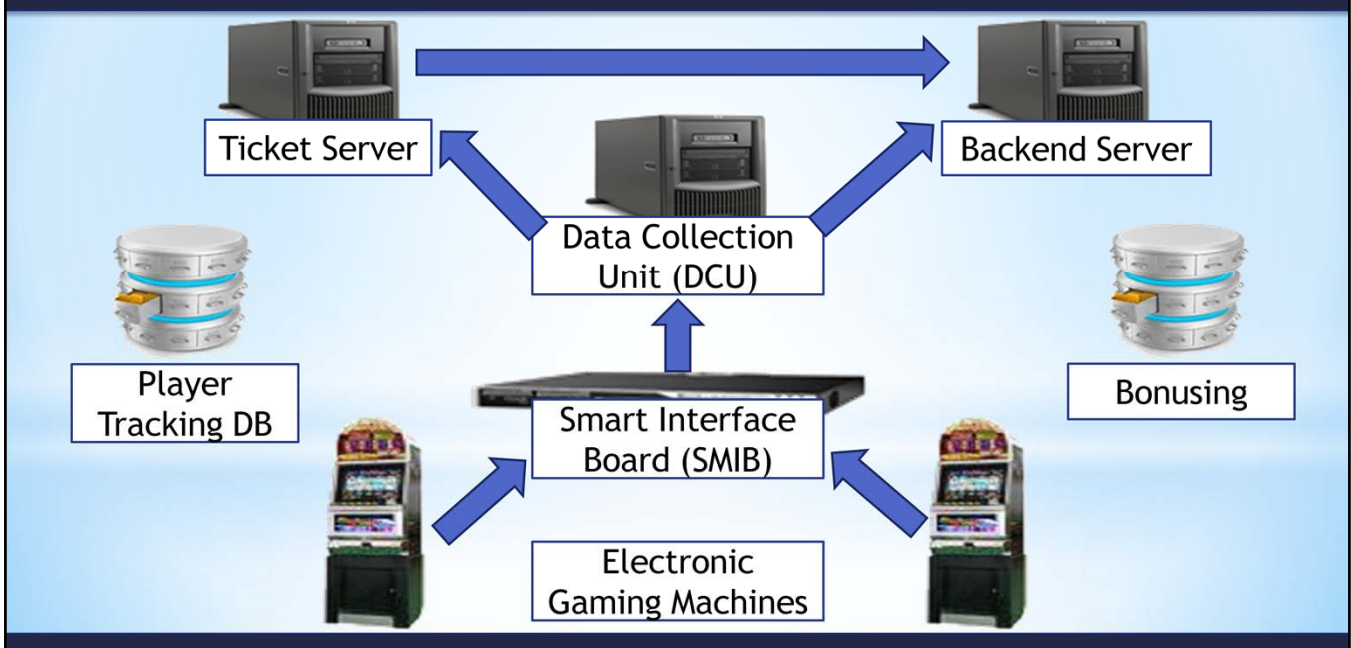 Ticket Server
Backend Server
Data Collection
Unit (DCU)
Player
Tracking DB
Bonusing
Smart Interface
Board (SMIB)
Electronic
Gaming Machines